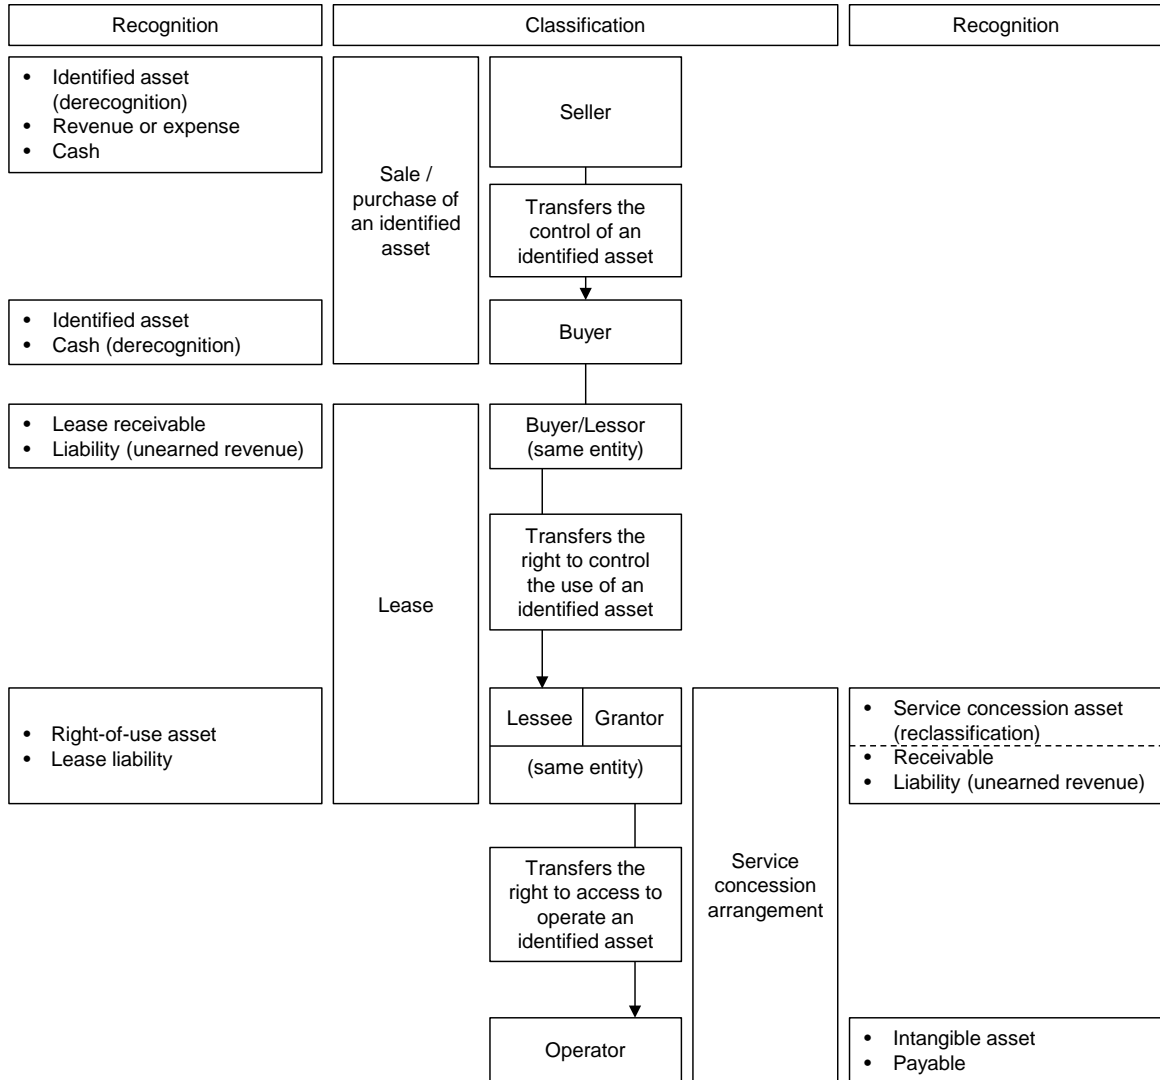 Recognition
Classification
Recognition
• Identified asset
(derecognition)
• Revenue or expense
• Cash
Sale /
purchase of
an identified
asset
Seller
Transfers the
control of an
identified asset
• Identified asset
• Cash (derecognition)
Buyer
• Lease receivable
• Liability (unearned revenue)
Lease
Buyer/Lessor
(same entity)
Transfers the
right to control
the use of an
identified asset
• Right-of-use asset
• Lease liability
Lessee
Grantor
(same entity)
• Service concession asset
(reclassification)
• Receivable
• Liability (unearned revenue)
Transfers the
right to access to
operate an
identified asset
Service
concession
arrangement
Operator
• Intangible asset
• Payable